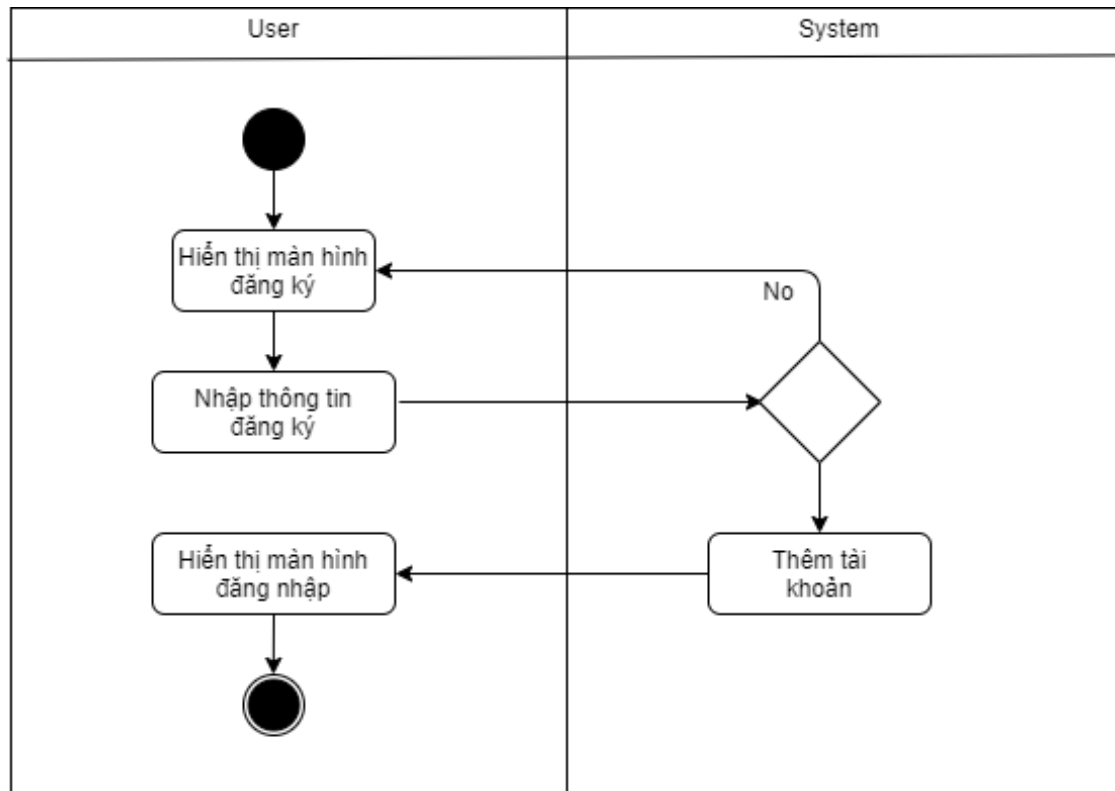 User
System
Hiển thị màn hình
đăng ký
No
Nhập thông tin
đăng ký
Hiển thị màn hình
đăng nhập
Thêm tài
khoản